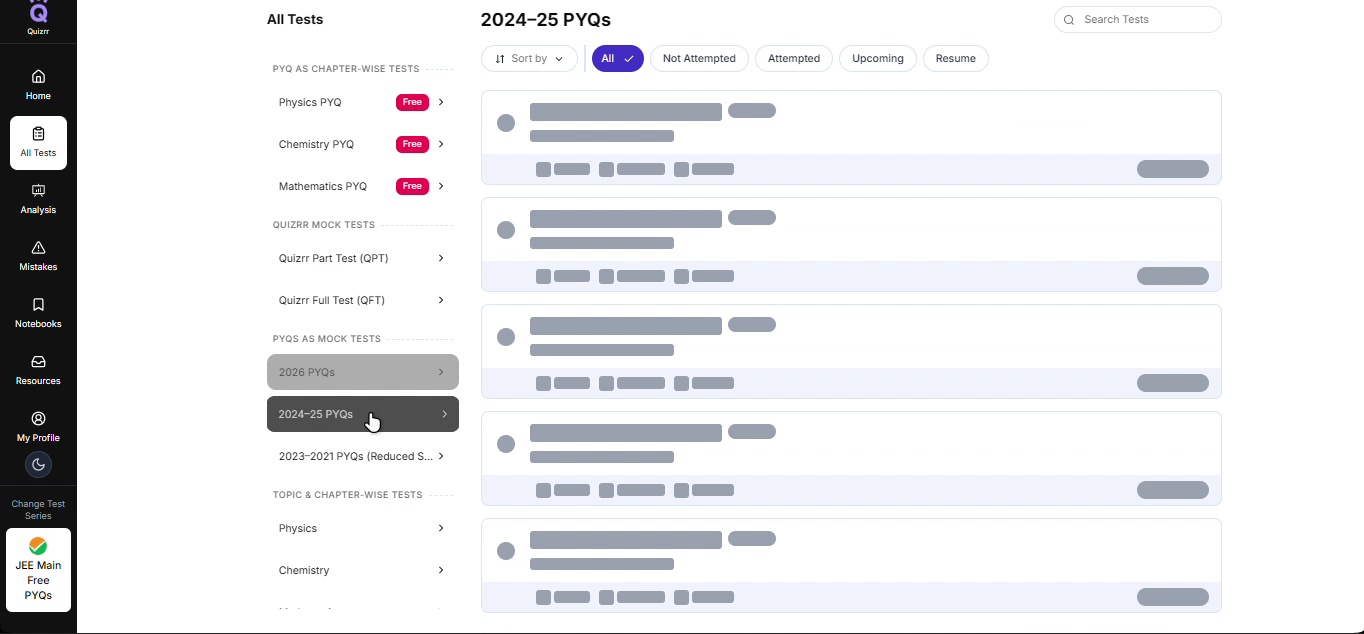 Quizrr
Home
All Tests
Analysis
Mistakes
Notebooks
Resources
My Profile
Change Test
Series
JEE Main
Free
PYQs
All Tests
PYQ AS CHAPTER-WISE TESTS
Physics PYQ Free
Chemistry PYQ Free
Mathematics PYQ Free
QUIZRR MOCK TESTS
Quizrr Part Test (QPT)
Quizrr Full Test (QFT)
PYQS AS MOCK TESTS
2026 PYQs
2024–25 PYQs
2023–2021 PYQs (Reduced S...
TOPIC & CHAPTER-WISE TESTS
Physics
Chemistry
2024–25 PYQs
Search Tests
Sort by
All
Not Attempted
Attempted
Upcoming
Resume